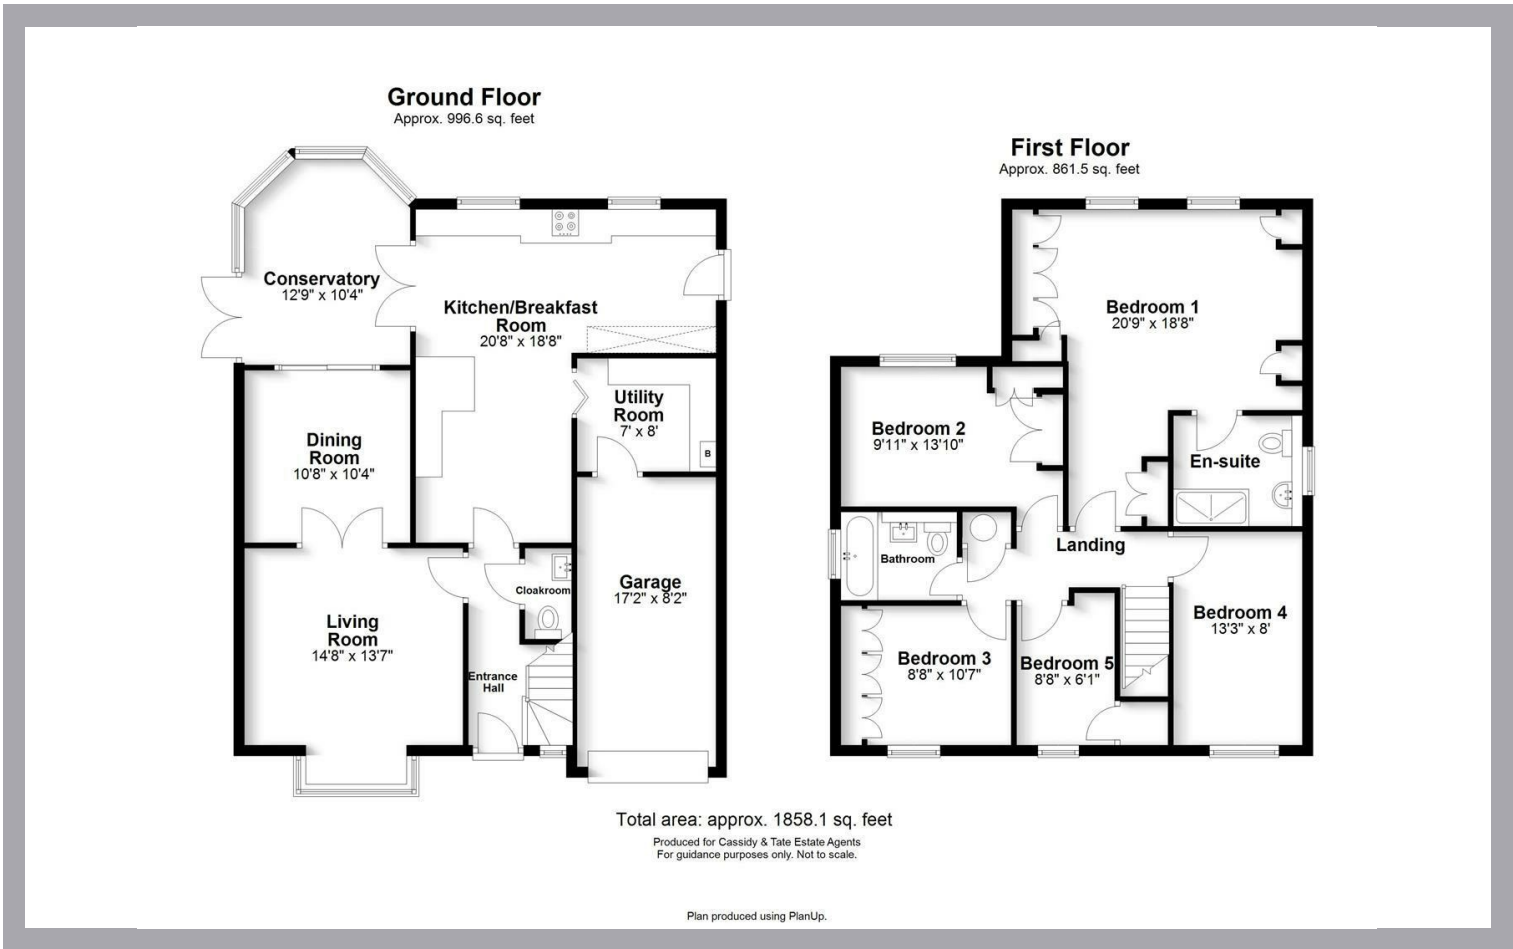 Ground Floor
Approx. 996.6 sq. feet
Conservatory
12'9" x 10'4"
Kitchen/Breakfast
Room
20'8" x 18'8"
Utility
Room
7' x 8'
B
Dining
Room
10'8" x 10'4"
Cloakroom
Garage
17'2" x 8'2"
Living
Room
14'8" x 13'7"
Entrance
Hall
First Floor
Approx. 861.5 sq. feet
Bedroom 1
20'9" x 18'8"
Bedroom 2
9'11" x 13'10"
En-suite
Landing
Bathroom
Bedroom 4
13'3" x 8'
Bedroom 3
8'8" x 10'7"
Bedroom 5
8'8" x 6'1"
Total area: approx. 1858.1 sq. feet
Produced for Cassidy & Tate Estate Agents
For guidance purposes only. Not to scale.
Plan produced using PlanUp.